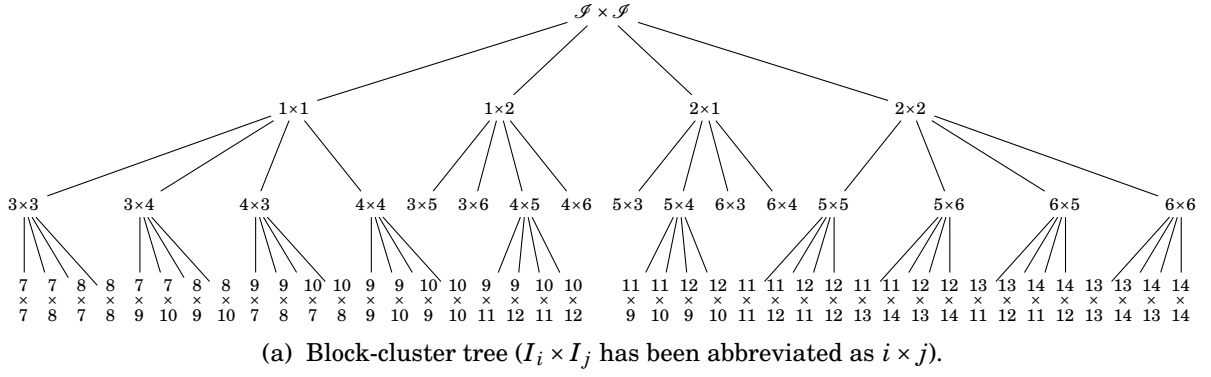 𝓘 × 𝓘
1×1 1×2 2×1 2×2
3×3 3×4 4×3 4×4 3×5 3×6 4×5 4×6 5×3 5×4 6×3 6×4 5×5 5×6 6×5 6×6
7 7 8 8 7 7 8 8 9 9 10 10 9 9 10 10 9 9 10 10 11 11 12 12 11 11 12 12 11 11 12 12 13 13 14 14 13 13 14 14
× × × × × × × × × × × × × × × × × × × × × × × × × × × × × × × × × × × × × × × ×
7 8 7 8 9 10 9 10 7 8 7 8 9 10 9 10 11 12 11 12 9 10 9 10 11 12 11 12 13 14 13 14 11 12 11 12 13 14 13 14
(a) Block-cluster tree (I_i × I_j has been abbreviated as i × j).